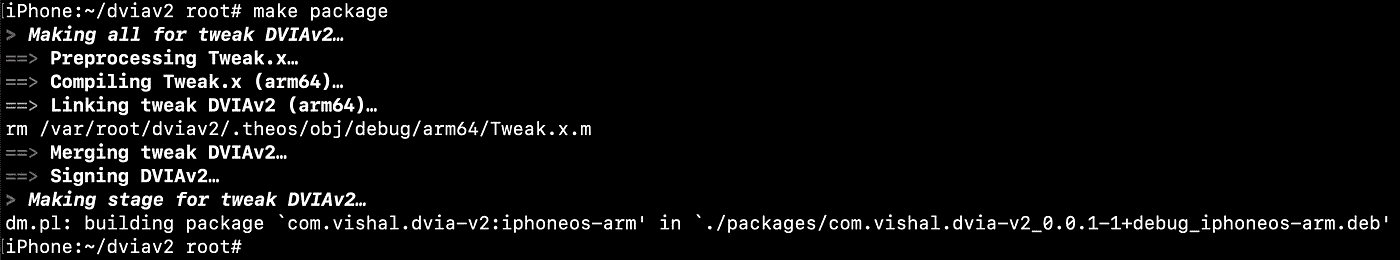 iPhone:~/dviav2 root# make package
> Making all for tweak DVIAv2…
==> Preprocessing Tweak.x…
==> Compiling Tweak.x (arm64)…
==> Linking tweak DVIAv2 (arm64)…
rm /var/root/dviav2/.theos/obj/debug/arm64/Tweak.x.m
==> Merging tweak DVIAv2…
==> Signing DVIAv2…
> Making stage for tweak DVIAv2…
dm.pl: building package `com.vishal.dvia-v2:iphoneos-arm' in `./packages/com.vishal.dvia-v2_0.0.1-1+debug_iphoneos-arm.deb'
iPhone:~/dviav2 root#